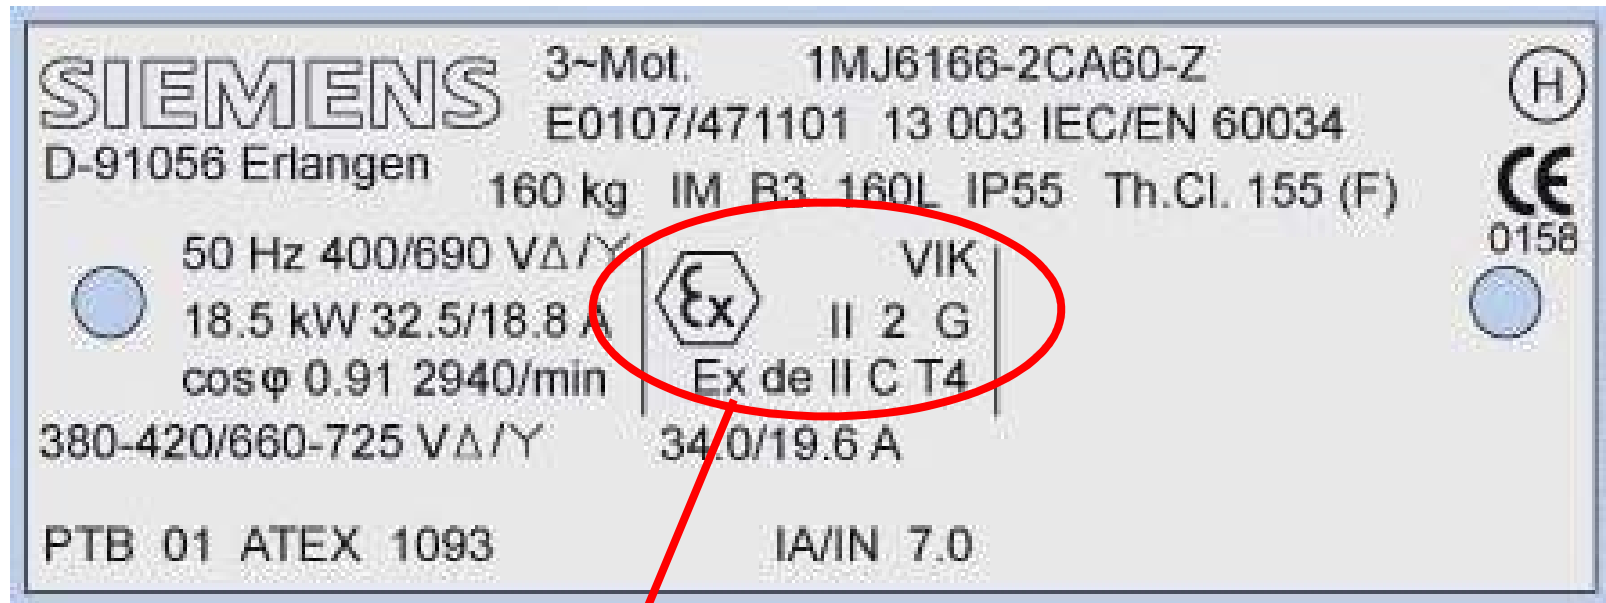 SIEMENS
3~Mot. 1MJ6166-2CA60-Z
H
E0107/471101 13 003 IEC/EN 60034
D-91056 Erlangen
160 kg IM B3 160L IP55 Th.Cl. 155 (F)
CE
0158
50 Hz 400/690 VΔ/Y
VIK
18.5 kW 32.5/18.8 A
Ex
II 2 G
cosφ 0.91 2940/min
Ex de II C T4
380-420/660-725 VΔ/Y
34.0/19.6 A
PTB 01 ATEX 1093
IA/IN 7.0